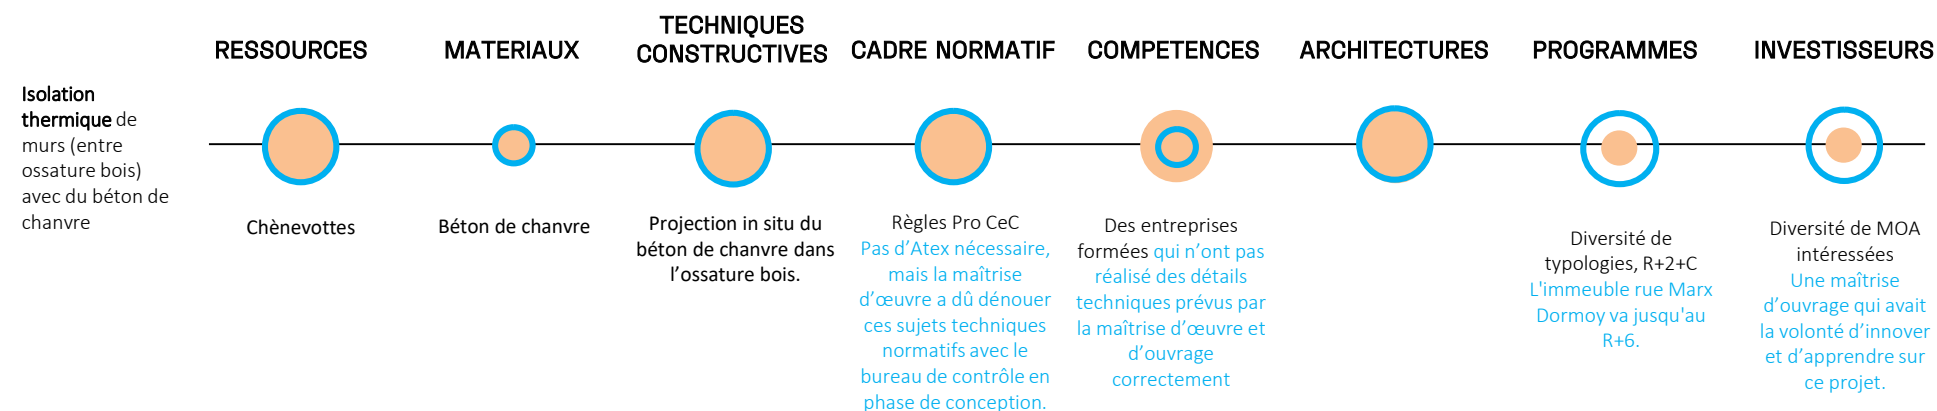 RESSOURCES
MATERIAUX
TECHNIQUES
CONSTRUCTIVES
CADRE NORMATIF
COMPETENCES
ARCHITECTURES
PROGRAMMES
INVESTISSEURS
Isolation
thermique de
murs (entre
ossature bois)
avec du béton de
chanvre
Chènevottes
Béton de chanvre
Projection in situ du
béton de chanvre dans
l’ossature bois.
Règles Pro CeC
Pas d’Atex nécessaire,
mais la maîtrise
d’œuvre a dû dénouer
ces sujets techniques
normatifs avec le
bureau de contrôle en
phase de conception.
Des entreprises
formées qui n’ont pas
réalisé des détails
techniques prévus par
la maîtrise d’œuvre et
d’ouvrage
correctement
Diversité de
typologies, R+2+C
L'immeuble rue Marx
Dormoy va jusqu'au
R+6.
Diversité de MOA
intéressées
Une maîtrise
d’ouvrage qui avait
la volonté d’innover
et d’apprendre sur
ce projet.